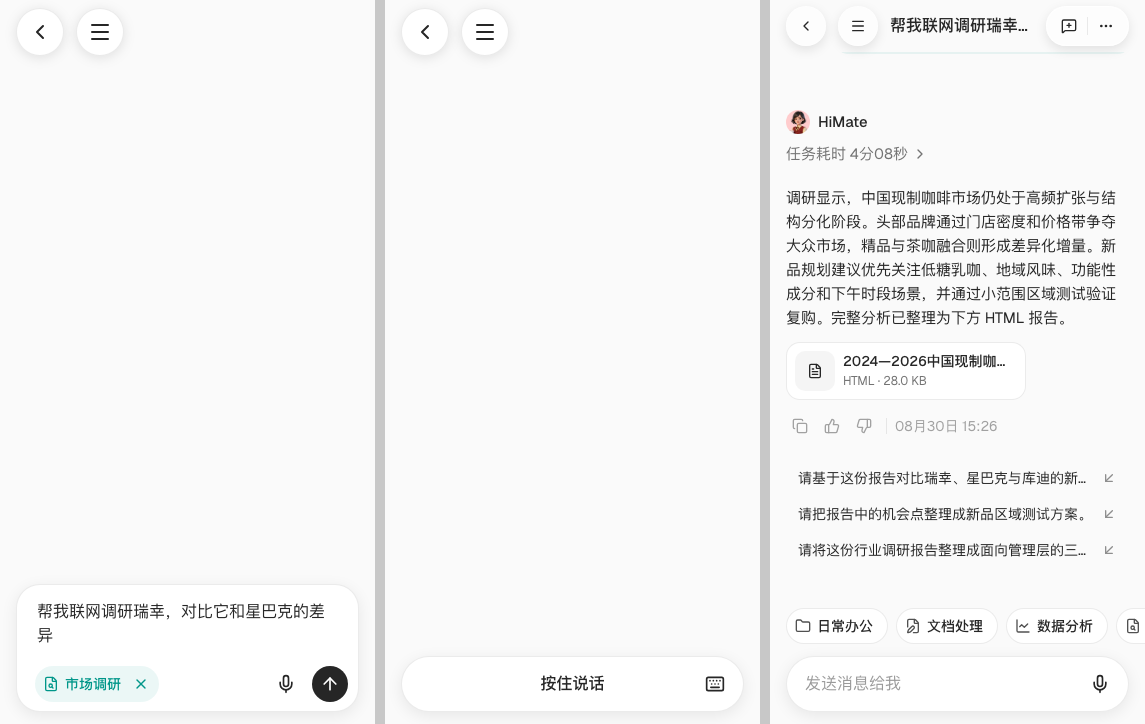 帮我联网调研瑞幸，对比它和星巴克的差
异
市场调研
按住说话
帮我联网调研瑞幸...
HiMate
任务耗时 4分08秒
调研显示，中国现制咖啡市场仍处于高频扩张与结
构分化阶段。头部品牌通过门店密度和价格带争夺
大众市场，精品与茶咖融合则形成差异化增量。新
品规划建议优先关注低糖乳咖、地域风味、功能性
成分和下午时段场景，并通过小范围区域测试验证
复购。完整分析已整理为下方 HTML 报告。
2024—2026中国现制咖...
HTML · 28.0 KB
08月30日 15:26
请基于这份报告对比瑞幸、星巴克与库迪的新...
请把报告中的机会点整理成新品区域测试方案。
请将这份行业调研报告整理成面向管理层的三...
日常办公
文档处理
数据分析
发送消息给我